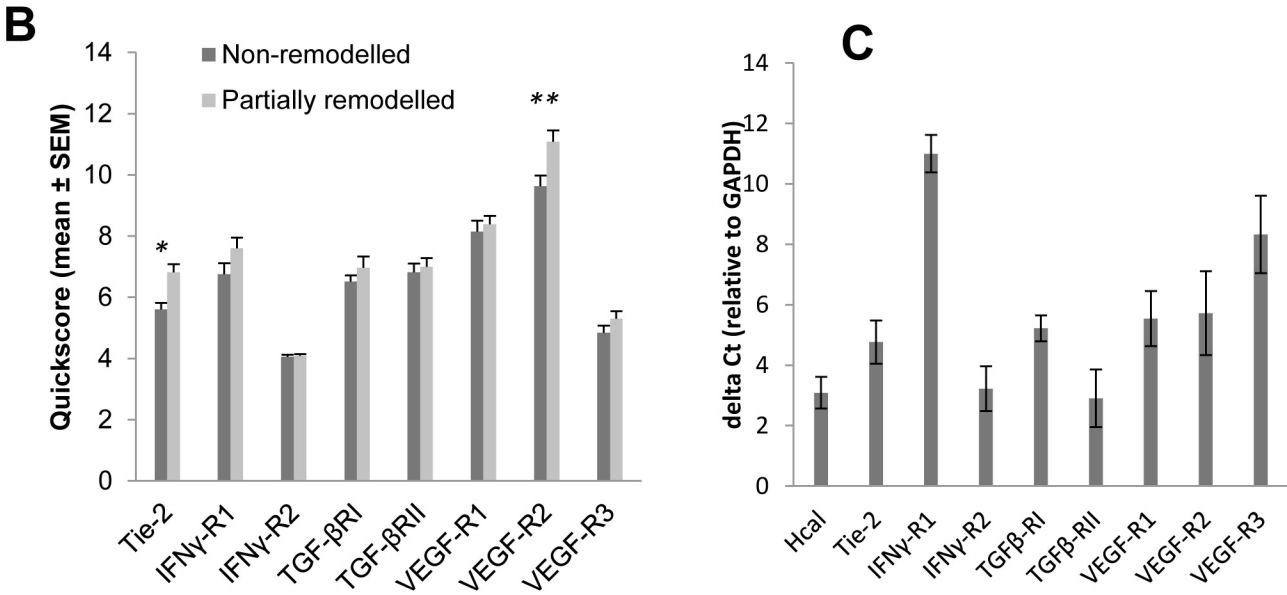 B
Quickscore (mean ± SEM)
14
12
10
8
6
4
2
0
Non-remodelled
Partially remodelled
*
**
Tie-2
IFNγ-R1
IFNγ-R2
TGF-βRI
TGF-βRII
VEGF-R1
VEGF-R2
VEGF-R3
C
delta Ct (relative to GAPDH)
14
12
10
8
6
4
2
0
Hcal
Tie-2
IFNγ-R1
IFNγ-R2
TGFβ-RI
TGFβ-RII
VEGF-R1
VEGF-R2
VEGF-R3